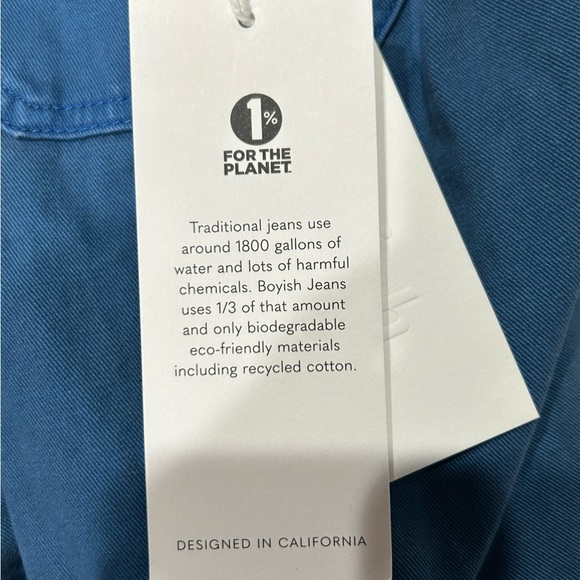 1%
FOR THE
PLANET™
Traditional jeans use
around 1800 gallons of
water and lots of harmful
chemicals. Boyish Jeans
uses 1/3 of that amount
and only biodegradable
eco-friendly materials
including recycled cotton.
DESIGNED IN CALIFORNIA